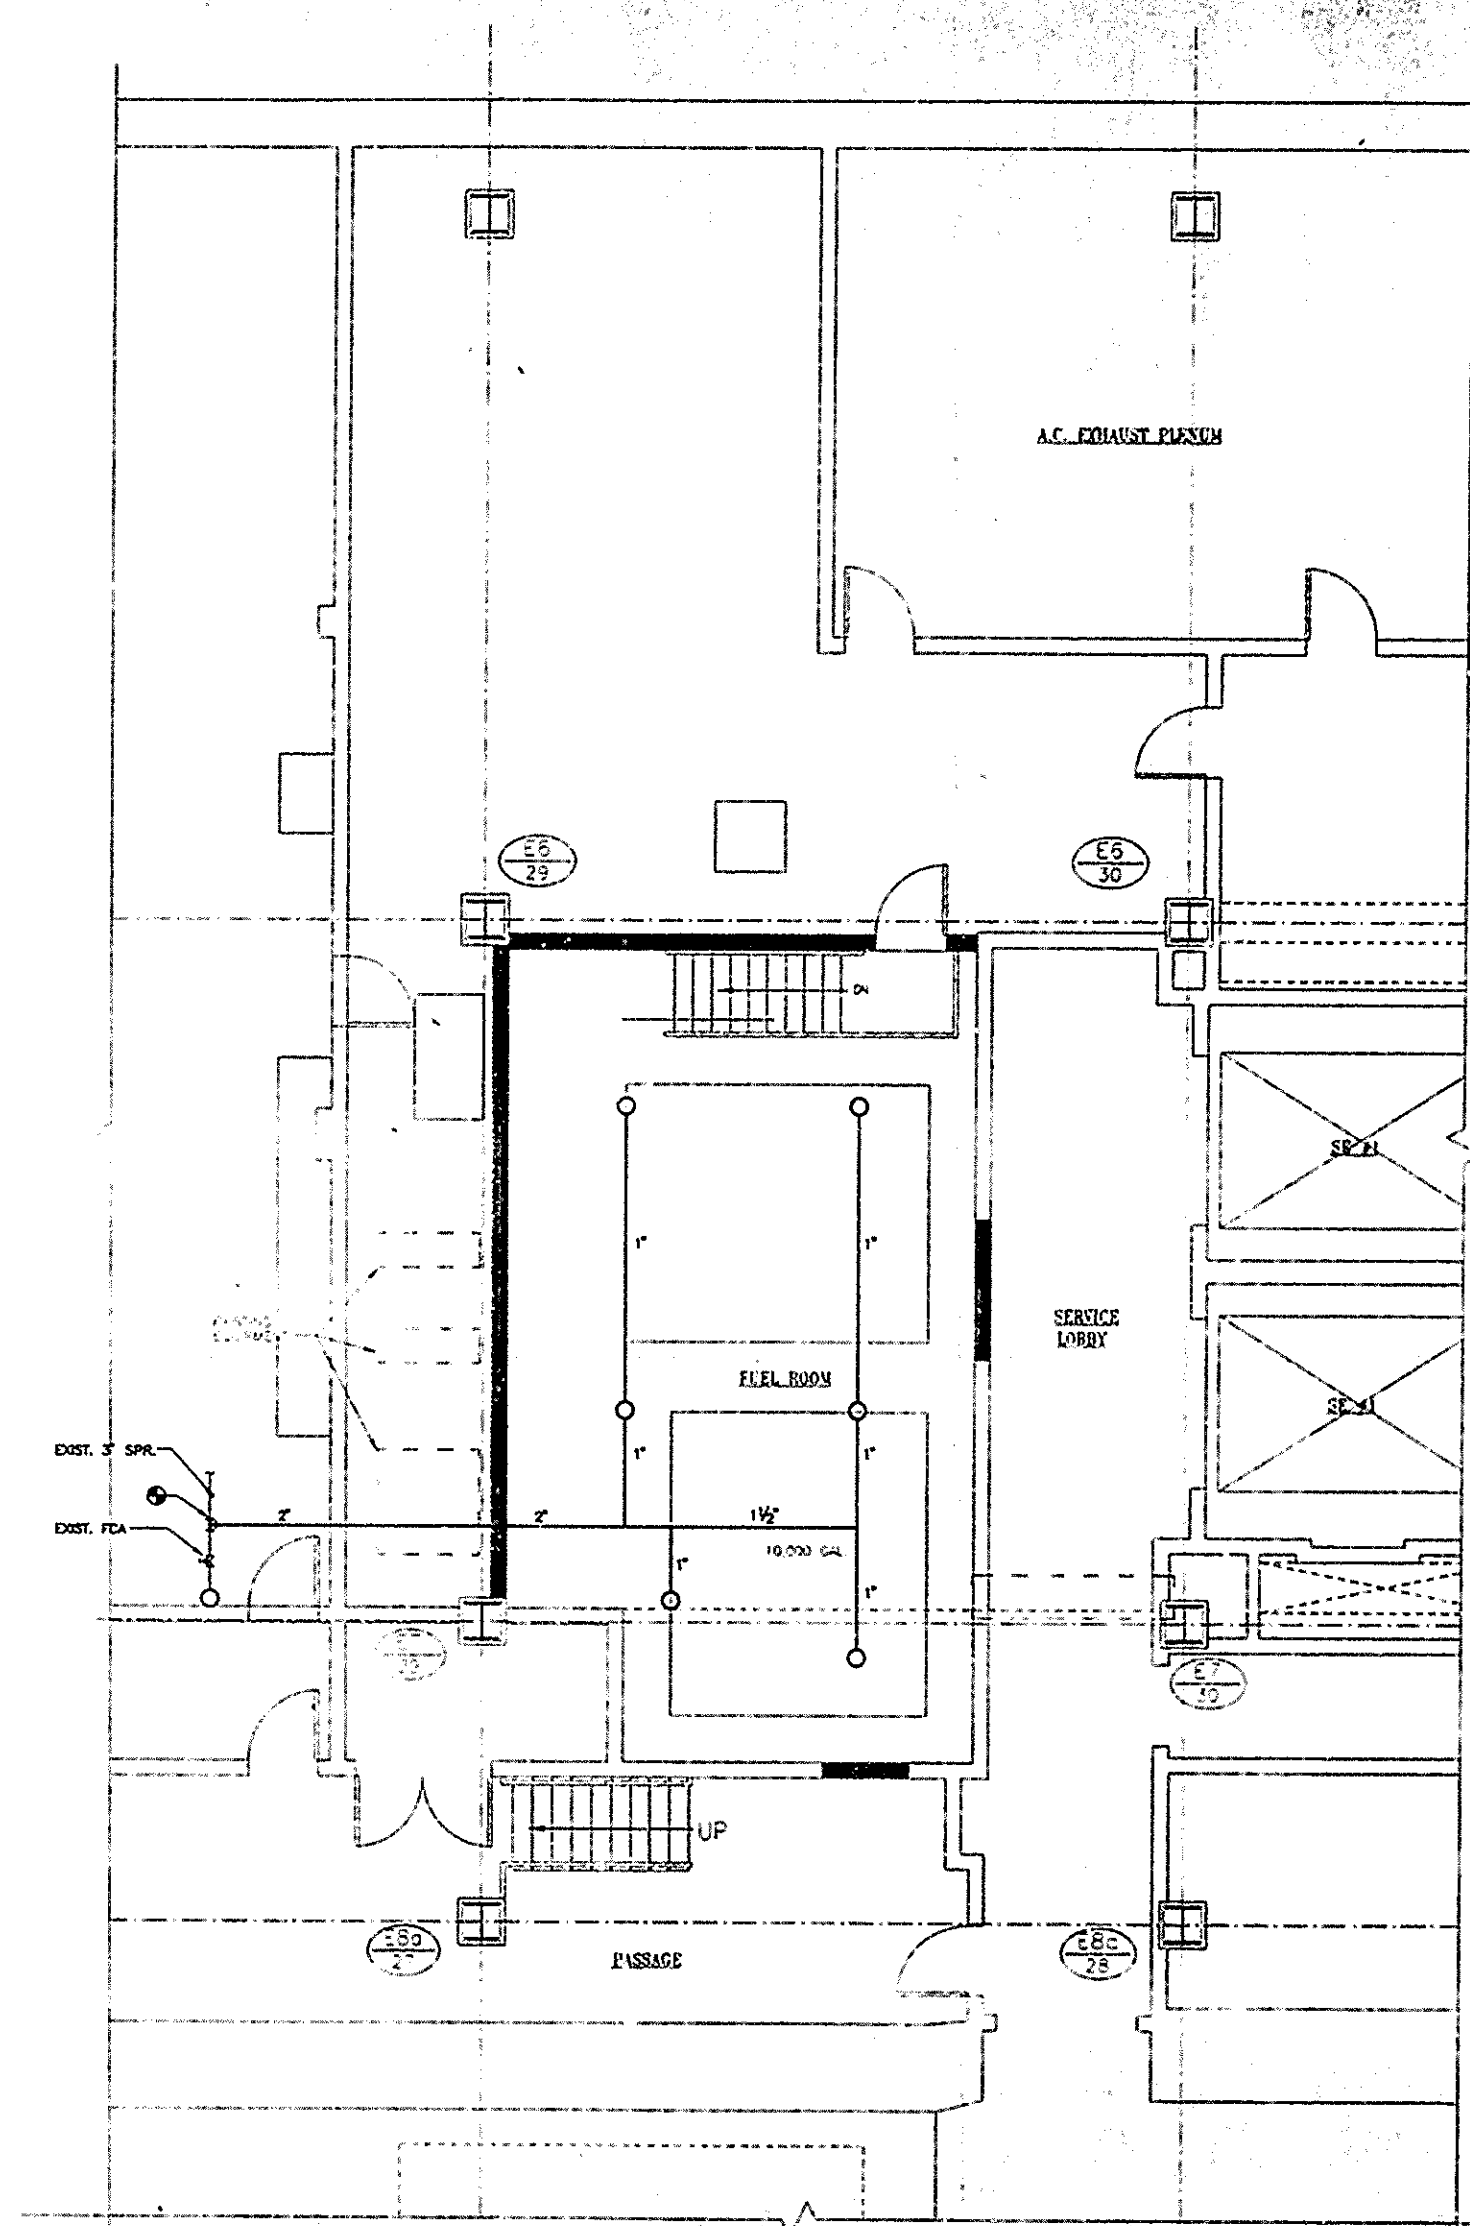 A.C. EXHAUST PLENUM
E6
29
E6
30
DN
1"
1"
SERVICE
LOBBY
FUEL ROOM
EXIST. 3" SPR.
1"
1"
2"
2"
1½"
EXIST. FCA
10,000 GAL.
1"
1"
E7
30
UP
E8a
27
PASSAGE
28